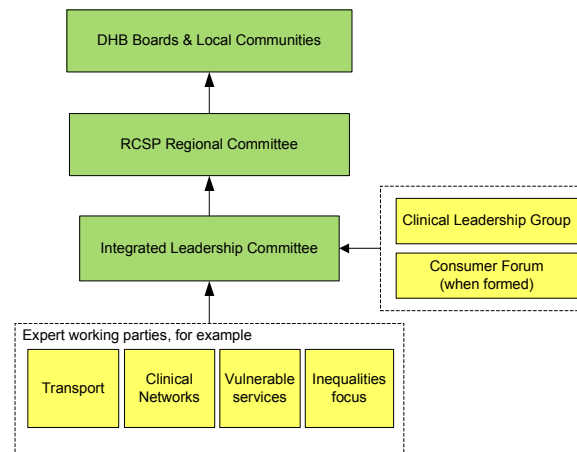 DHB Boards & Local Communities
RCSP Regional Committee
Integrated Leadership Committee
Clinical Leadership Group
Consumer Forum
(when formed)
Expert working parties, for example
Transport
Clinical
Networks
Vulnerable
services
Inequalities
focus